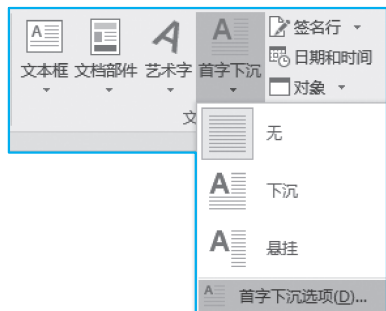 文本框 文档部件 艺术字 首字下沉
签名行
日期和时间
对象
文
无
下沉
悬挂
首字下沉选项(D)...